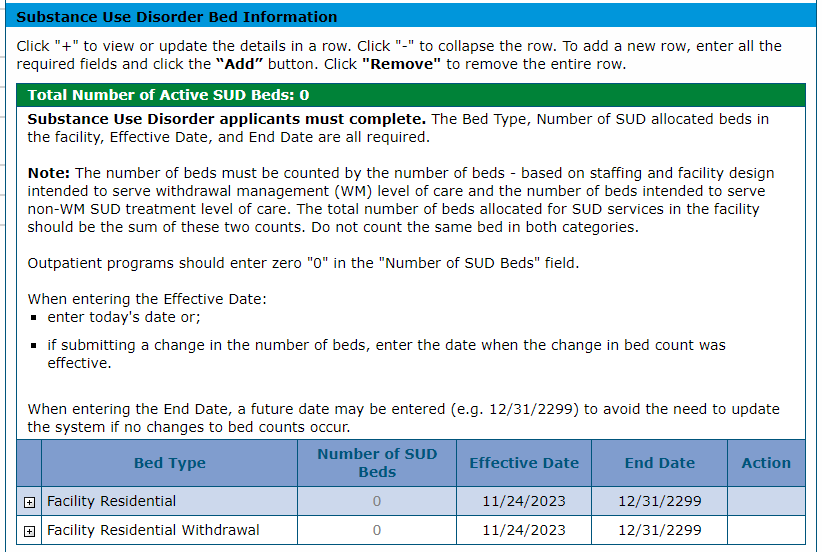 Substance Use Disorder Bed Information
Click "+" to view or update the details in a row. Click "-" to collapse the row. To add a new row, enter all the
required fields and click the “Add” button. Click "Remove" to remove the entire row.
Total Number of Active SUD Beds: 0
Substance Use Disorder applicants must complete. The Bed Type, Number of SUD allocated beds in
the facility, Effective Date, and End Date are all required.
Note: The number of beds must be counted by the number of beds - based on staffing and facility design
intended to serve withdrawal management (WM) level of care and the number of beds intended to serve
non-WM SUD treatment level of care. The total number of beds allocated for SUD services in the facility
should be the sum of these two counts. Do not count the same bed in both categories.
Outpatient programs should enter zero "0" in the "Number of SUD Beds" field.
When entering the Effective Date:
▪ enter today's date or;
▪ if submitting a change in the number of beds, enter the date when the change in bed count was
effective.
When entering the End Date, a future date may be entered (e.g. 12/31/2299) to avoid the need to update
the system if no changes to bed counts occur.
Bed Type Number of SUD Beds Effective Date End Date Action
+ Facility Residential 0 11/24/2023 12/31/2299
+ Facility Residential Withdrawal 0 11/24/2023 12/31/2299